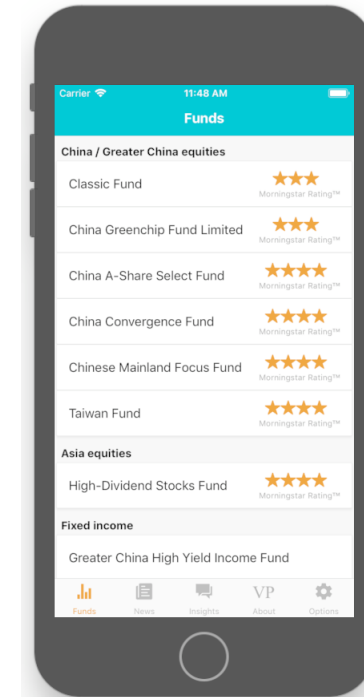 Carrier 11:48 AM
Funds
China / Greater China equities
Classic Fund
Morningstar Rating™
China Greenchip Fund Limited
Morningstar Rating™
China A-Share Select Fund
Morningstar Rating™
China Convergence Fund
Morningstar Rating™
Chinese Mainland Focus Fund
Morningstar Rating™
Taiwan Fund
Morningstar Rating™
Asia equities
High-Dividend Stocks Fund
Morningstar Rating™
Fixed income
Greater China High Yield Income Fund
VP
Funds News Insights About Options